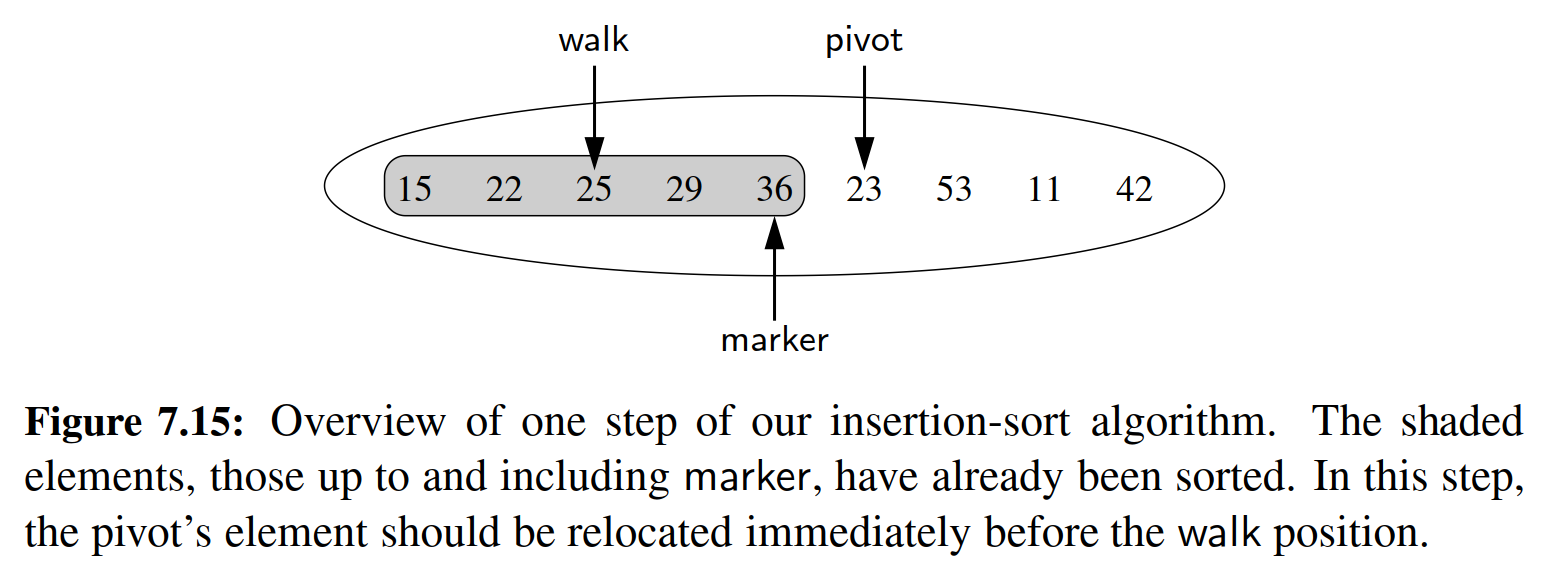 walk pivot
15 22 25 29 36 23 53 11 42
marker
Figure 7.15: Overview of one step of our insertion-sort algorithm. The shaded
elements, those up to and including marker, have already been sorted. In this step,
the pivot’s element should be relocated immediately before the walk position.